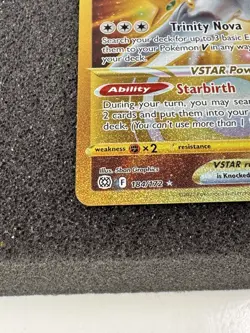 Trinity Nova
Search your deck for up to 3 basic E
them to your Pokémon V in any way
deck.
VSTAR Pow
Ability Starbirth
During your turn, you may sea
2 cards and put them into your
deck. (You can't use more than 1
weakness ×2 resistance
VSTAR r
is Knocked
Illus. 5ban Graphics
F 184/172 ★